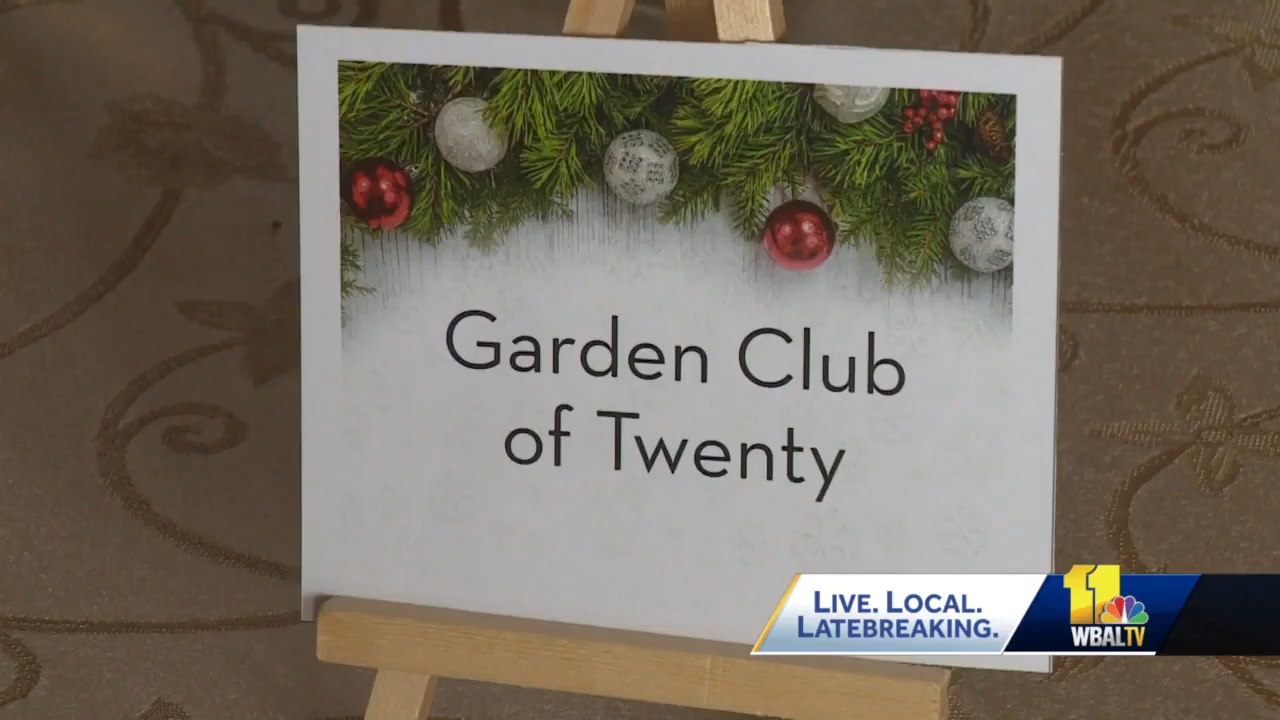 Garden Club
of Twenty
LIVE. LOCAL.
LATEBREAKING.
11
WBALTV